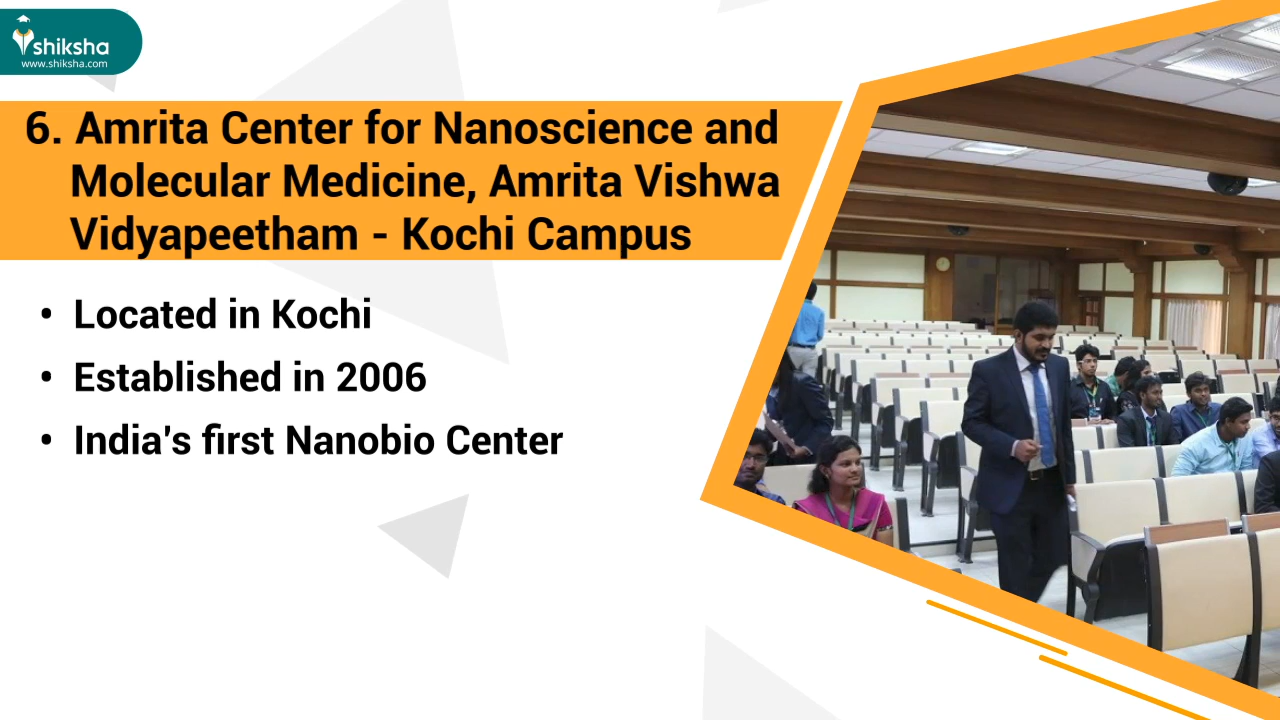 shiksha
www.shiksha.com
6. Amrita Center for Nanoscience and
Molecular Medicine, Amrita Vishwa
Vidyapeetham - Kochi Campus
• Located in Kochi
• Established in 2006
• India's first Nanobio Center